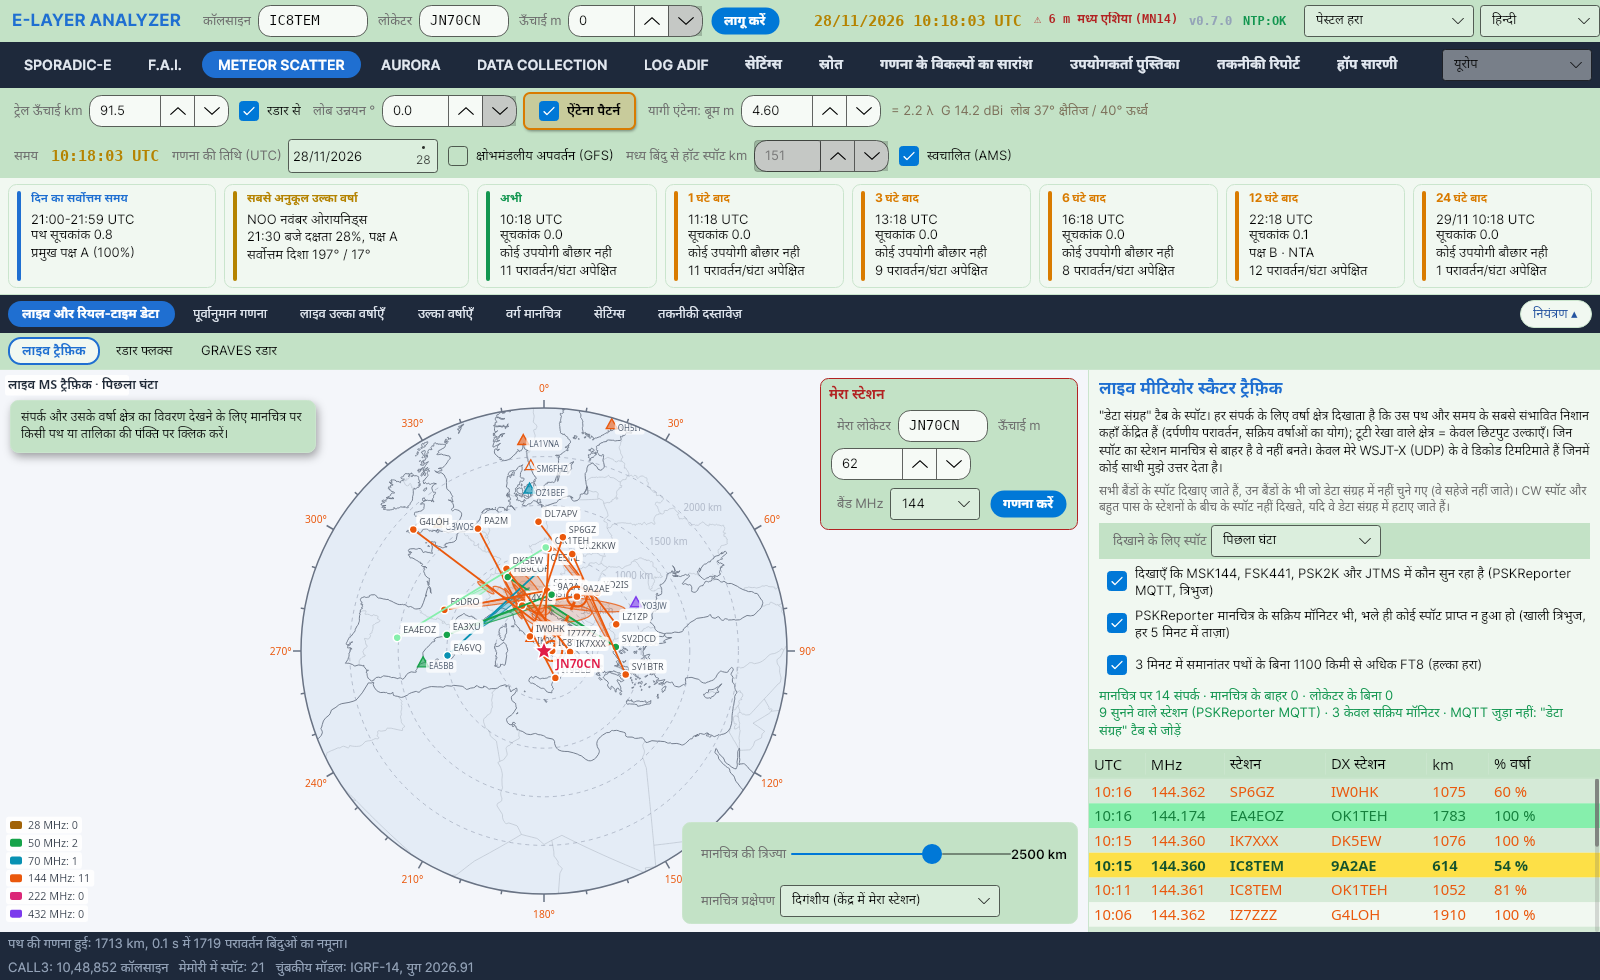 E-LAYER ANALYZER कॉलसाइन IC8TEM लोकेटर JN70CN ऊँचाई m 0 लागू करें 28/11/2026 10:18:03 UTC ⚠ 6 m मध्य एशिया (MN14) v0.7.0 NTP:OK पेस्टल हरा हिन्दी
SPORADIC-E F.A.I. METEOR SCATTER AURORA DATA COLLECTION LOG ADIF सेटिंग्स स्रोत गणना के विकल्पों का सारांश उपयोगकर्ता पुस्तिका तकनीकी रिपोर्ट हॉप सारणी यूरोप
ट्रेल ऊँचाई km 91.5 रडार से लोब उन्नयन ° 0.0 ऐंटेना पैटर्न यागी एंटेना: बूम m 4.60 = 2.2 λ G 14.2 dBi लोब 37° क्षैतिज / 40° ऊर्ध्व
समय 10:18:03 UTC गणना की तिथि (UTC) 28/11/2026 28 क्षोभमंडलीय अपवर्तन (GFS) मध्य बिंदु से हॉट स्पॉट km 151 स्वचालित (AMS)
दिन का सर्वोत्तम समय
21:00-21:59 UTC
पथ सूचकांक 0.8
प्रमुख पक्ष A (100%)
सबसे अनुकूल उल्का वर्षा
NOO नवंबर ओरायनिड्स
21:30 बजे दक्षता 28%, पक्ष A
सर्वोत्तम दिशा 197° / 17°
अभी
10:18 UTC
सूचकांक 0.0
कोई उपयोगी बौछार नहीं
11 परावर्तन/घंटा अपेक्षित
1 घंटे बाद
11:18 UTC
सूचकांक 0.0
कोई उपयोगी बौछार नहीं
11 परावर्तन/घंटा अपेक्षित
3 घंटे बाद
13:18 UTC
सूचकांक 0.0
कोई उपयोगी बौछार नहीं
9 परावर्तन/घंटा अपेक्षित
6 घंटे बाद
16:18 UTC
सूचकांक 0.0
कोई उपयोगी बौछार नहीं
8 परावर्तन/घंटा अपेक्षित
12 घंटे बाद
22:18 UTC
सूचकांक 0.1
पक्ष B · NTA
12 परावर्तन/घंटा अपेक्षित
24 घंटे बाद
29/11 10:18 UTC
सूचकांक 0.0
कोई उपयोगी बौछार नहीं
1 परावर्तन/घंटा अपेक्षित
लाइव और रियल-टाइम डेटा पूर्वानुमान गणना लाइव उल्का वर्षाएँ उल्का वर्षाएँ वर्ग मानचित्र सेटिंग्स तकनीकी दस्तावेज़ नियंत्रण ▴
लाइव ट्रैफ़िक रडार फ्लक्स GRAVES रडार
लाइव MS ट्रैफ़िक · पिछला घंटा
संपर्क और उसके वर्षा क्षेत्र का विवरण देखने के लिए मानचित्र पर
किसी पथ या तालिका की पंक्ति पर क्लिक करें।
0°
30°
60°
90°
120°
150
180°
210°
240°
270°
300°
330°
2000 km
1500 km
1000 km
LA1VNA
SM6FHZ
OZ1BEF
DL7APV
G4LOH
PA2M
SP6GZ
DK5EW
9A2AE
YO3JW
LZ1ZP
F6DRO
EA4EOZ
EA3XU
EA6VQ
EA5BB
IW0HK
IK7XXX
SV2DCD
SV1BTR
JN70CN
28 MHz: 0
50 MHz: 2
70 MHz: 1
144 MHz: 11
222 MHz: 0
432 MHz: 0
मेरा स्टेशन
मेरा लोकेटर JN70CN ऊँचाई m
62
बैंड MHz 144 गणना करें
मानचित्र की त्रिज्या 2500 km
मानचित्र प्रक्षेपण दिगंशीय (केंद्र में मेरा स्टेशन)
लाइव मीटियोर स्कैटर ट्रैफ़िक
"डेटा संग्रह" टैब के स्पॉट। हर संपर्क के लिए वर्षा क्षेत्र दिखाता है कि उस पथ और समय के सबसे संभावित निशान
कहाँ केंद्रित हैं (दर्पणीय परावर्तन, सक्रिय वर्षाओं का योग); टूटी रेखा वाले क्षेत्र = केवल छिटपुट उल्काएँ। जिन
स्पॉट का स्टेशन मानचित्र से बाहर है वे नहीं बनते। केवल मेरे WSJT-X (UDP) के वे डिकोड टिमटिमाते हैं जिनमें
कोई साथी मुझे उत्तर देता है।
सभी बैंडों के स्पॉट दिखाए जाते हैं, उन बैंडों के भी जो डेटा संग्रह में नहीं चुने गए (वे सहेजे नहीं जाते)। CW स्पॉट और
बहुत पास के स्टेशनों के बीच के स्पॉट नहीं दिखते, यदि वे डेटा संग्रह में हटाए जाते हैं।
दिखाने के लिए स्पॉट पिछला घंटा
दिखाएँ कि MSK144, FSK441, PSK2K और JTMS में कौन सुन रहा है (PSKReporter
MQTT, त्रिभुज)
PSKReporter मानचित्र के सक्रिय मॉनिटर भी, भले ही कोई स्पॉट प्राप्त न हुआ हो (खाली त्रिभुज,
हर 5 मिनट में ताज़ा)
3 मिनट में समानांतर पथों के बिना 1100 किमी से अधिक FT8 (हल्का हरा)
मानचित्र पर 14 संपर्क · मानचित्र के बाहर 0 · लोकेटर के बिना 0
9 सुनने वाले स्टेशन (PSKReporter MQTT) · 3 केवल सक्रिय मॉनिटर · MQTT जुड़ा नहीं: "डेटा
संग्रह" टैब से जोड़ें
UTC MHz स्टेशन DX स्टेशन km % वर्षा
10:16 144.362 SP6GZ IW0HK 1075 60 %
10:16 144.174 EA4EOZ OK1TEH 1783 100 %
10:15 144.360 IK7XXX DK5EW 1076 100 %
10:15 144.360 IC8TEM 9A2AE 614 54 %
10:11 144.361 IC8TEM OK1TEH 1052 81 %
10:06 144.362 IZ7ZZZ G4LOH 1910 100 %
पथ की गणना हुई: 1713 km, 0.1 s में 1719 परावर्तन बिंदुओं का नमूना।
CALL3: 10,48,852 कॉलसाइन मेमोरी में स्पॉट: 21 चुंबकीय मॉडल: IGRF-14, युग 2026.91